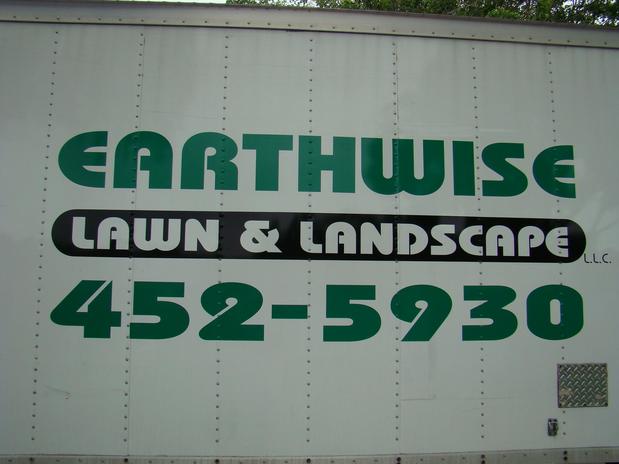 EARTHWISE
LAWN & LANDSCAPE
L.L.C.
452-5930